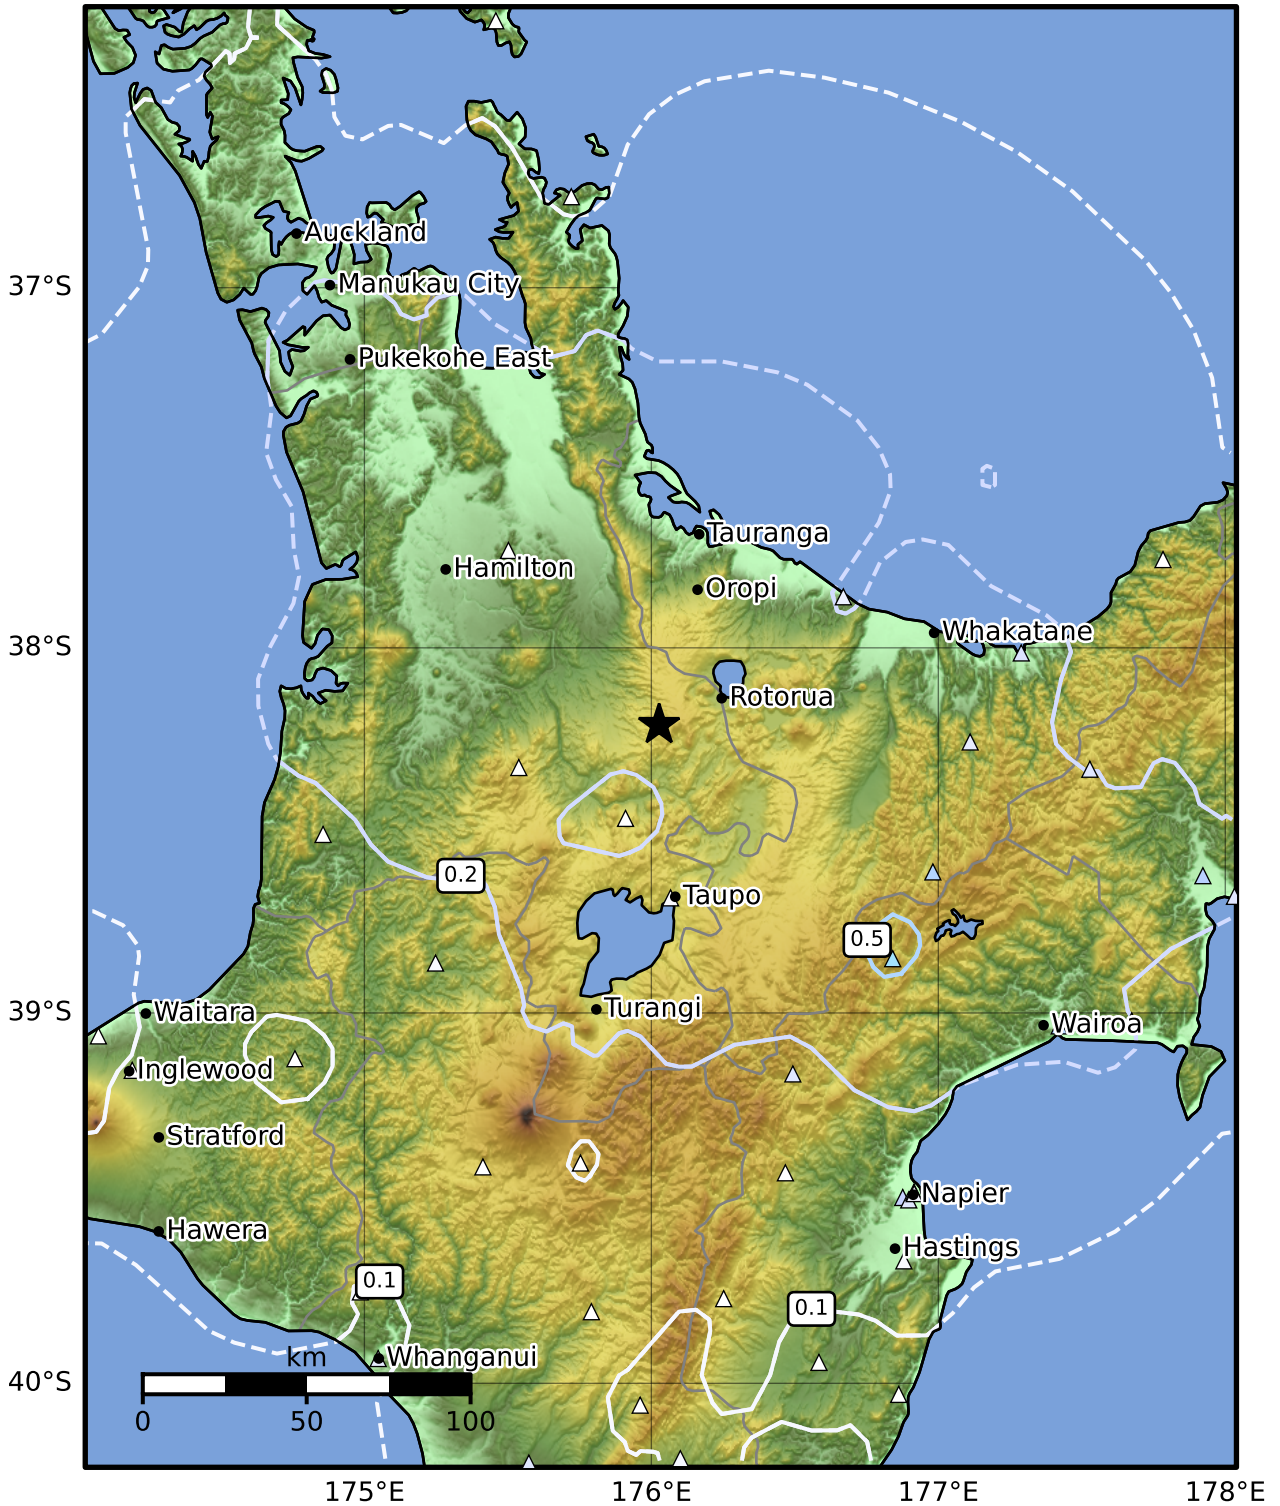 Auckland
37°S
Manukau City
Pukekohe East
Tauranga
Hamilton
Oropi
Whakatane
38°S
Rotorua
0.2
Taupo
0.5
39°S
Waitara
Turangi
Wairoa
Inglewood
Stratford
Napier
Hawera
Hastings
0.1
0.1
km
Whanganui
40°S
0
50
100
175°E
176°E
177°E
178°E